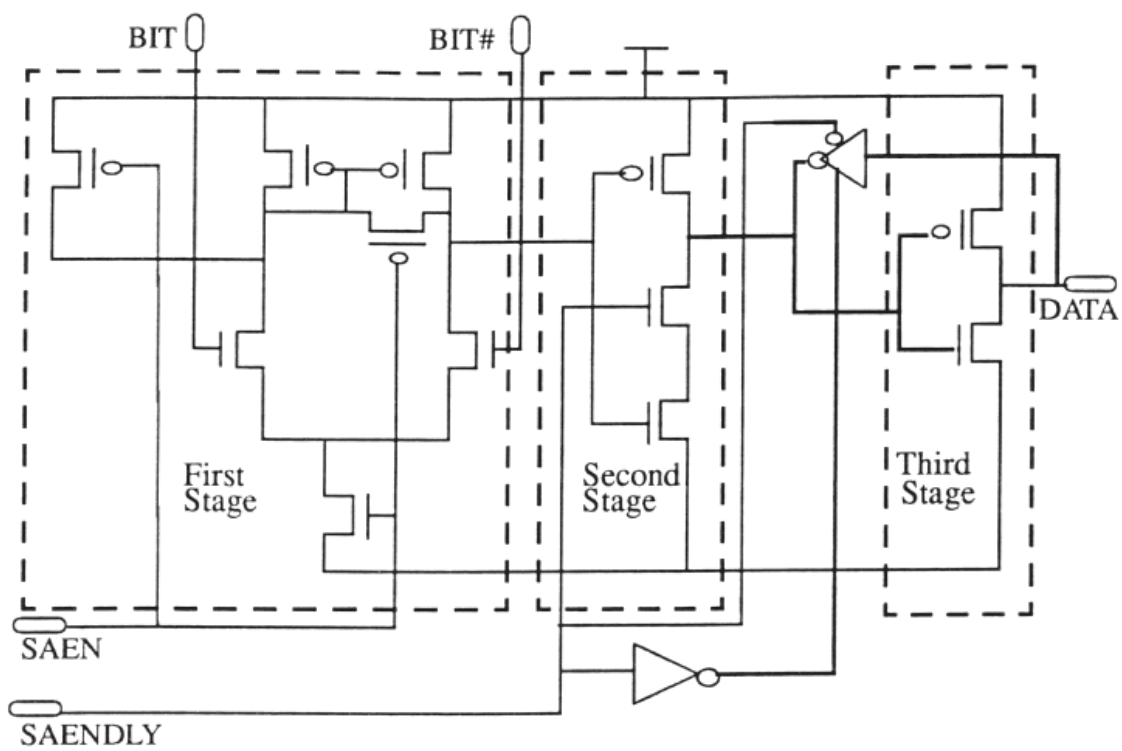 BIT
BIT#
DATA
First
Stage
Second
Stage
Third
Stage
SAEN
SAENDLY